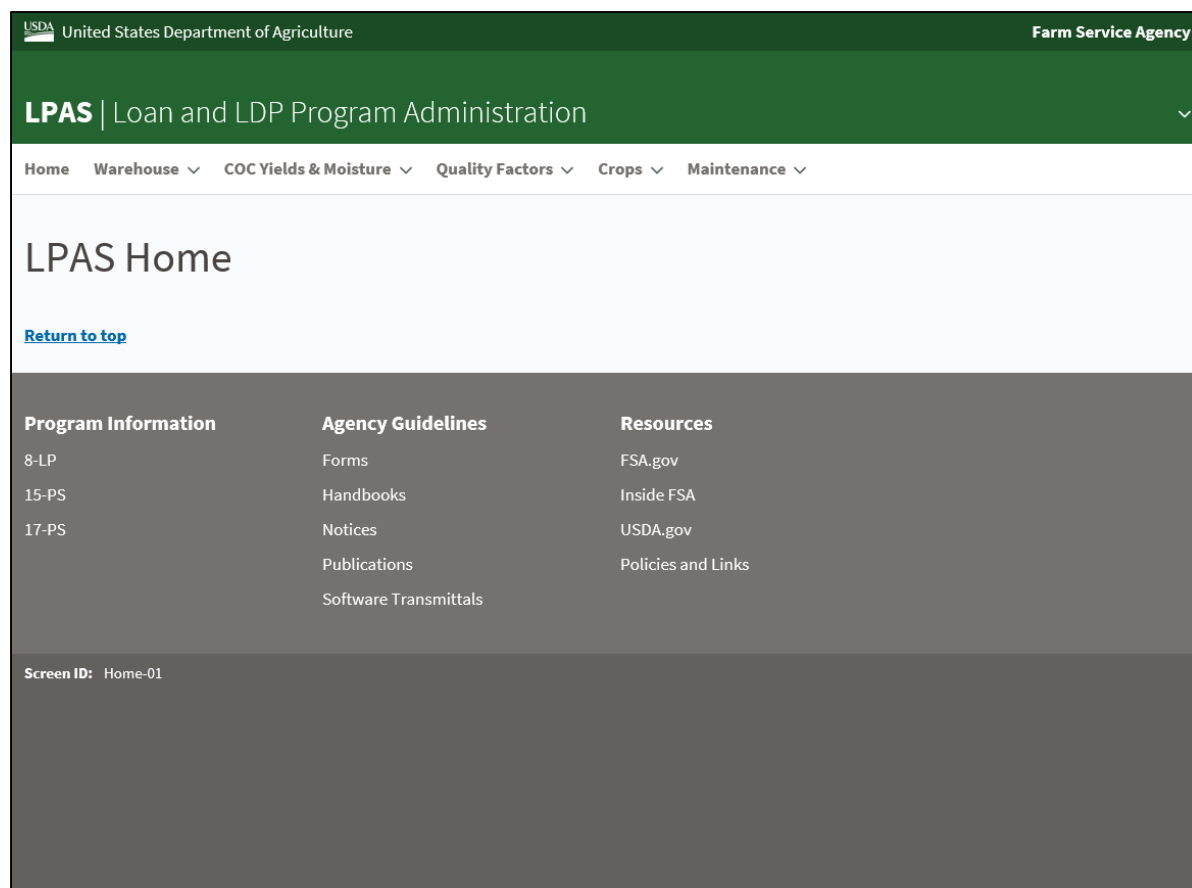 USDA United States Department of Agriculture Farm Service Agency
LPAS | Loan and LDP Program Administration
Home Warehouse COC Yields & Moisture Quality Factors Crops Maintenance
LPAS Home
Return to top
Program Information Agency Guidelines Resources
8-LP Forms FSA.gov
15-PS Handbooks Inside FSA
17-PS Notices USDA.gov
Publications Policies and Links
Software Transmittals
Screen ID: Home-01